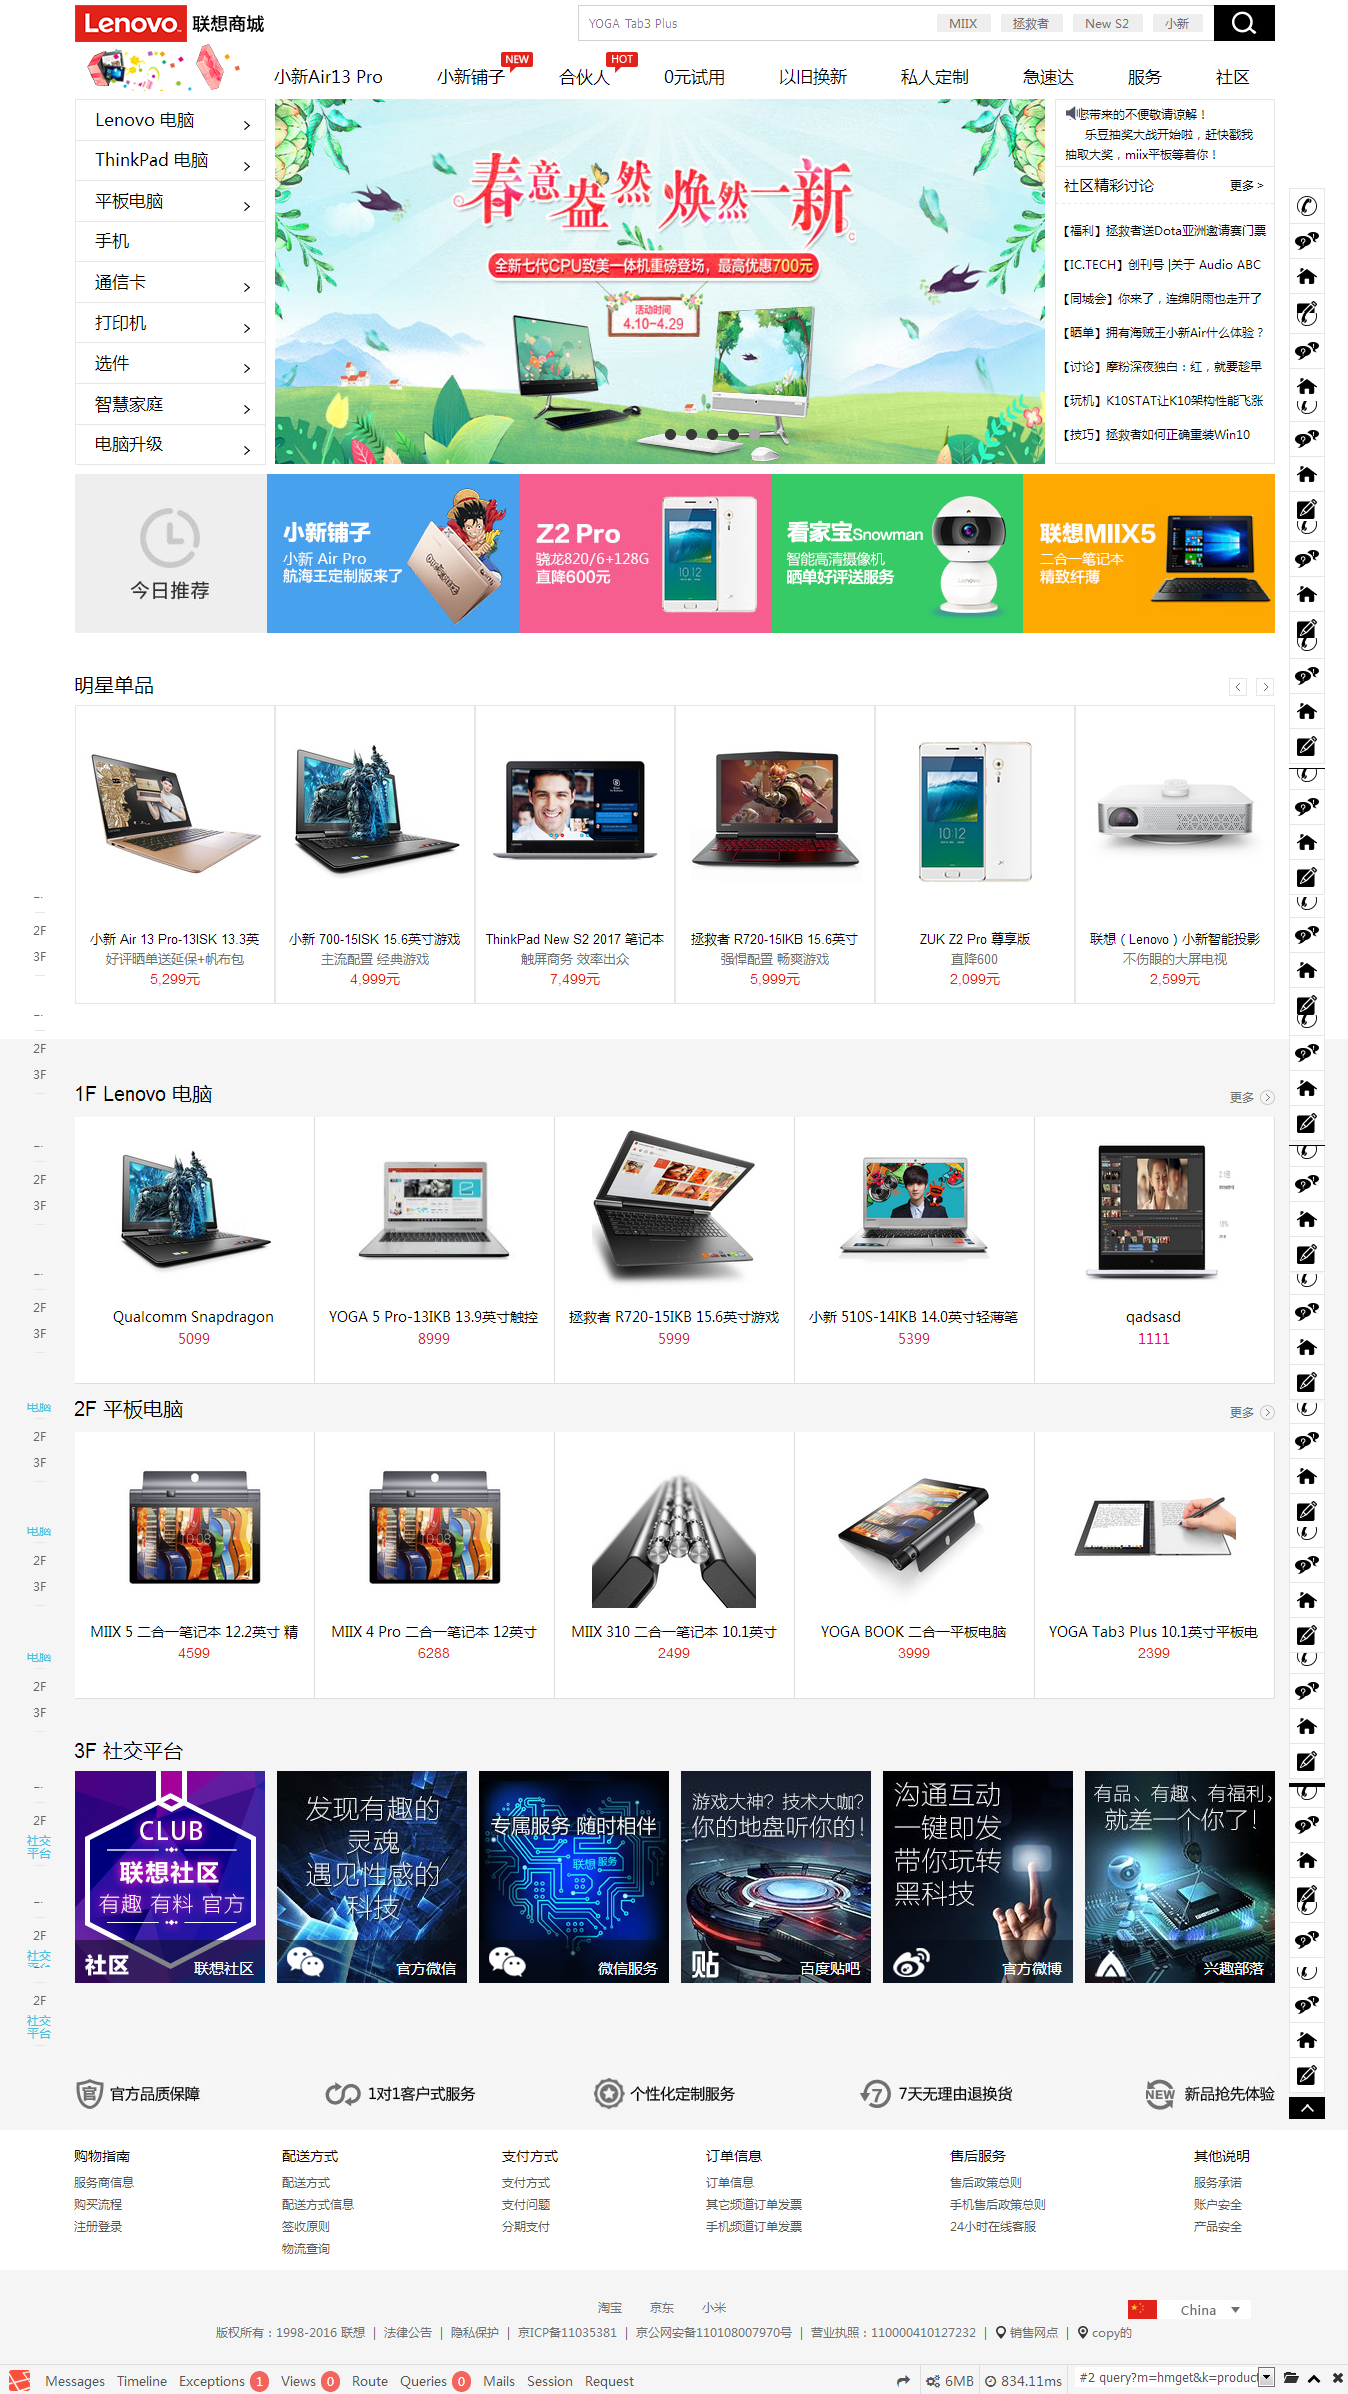 Lenovo 联想商城
YOGA Tab3 Plus
MIIX 拯救者 New S2 小新
小新Air13 Pro 小新铺子 NEW 合伙人 HOT 0元试用 以旧换新 私人定制 急速达 服务 社区
Lenovo 电脑
ThinkPad 电脑
平板电脑
手机
通信卡
打印机
选件
智慧家庭
电脑升级
春意盎然 焕然一新
全新七代CPU致美一体机重磅登场，最高优惠700元
活动时间
4.10-4.29
您带来的不便敬请谅解！
乐豆抽奖大战开始啦，赶快戳我
抽取大奖，miix平板等着你！
社区精彩讨论 更多 >
【福利】拯救者送Dota亚洲邀请赛门票
【IC.TECH】创刊号 |关于 Audio ABC
【同城会】你来了，连绵阴雨也走开了
【晒单】拥有海贼王小新Air什么体验？
【讨论】摩粉深夜独白：红，就要趁早
【玩机】K10STAT让K10架构性能飞涨
【技巧】拯救者如何正确重装Win10
今日推荐
小新铺子
小新 Air Pro
航海王定制版来了
Z2 Pro
骁龙820/6+128G
直降600元
看家宝Snowman
智能高清摄像机
晒单好评送服务
联想MIIX5
二合一笔记本
精致纤薄
明星单品
小新 Air 13 Pro-13ISK 13.3英
好评晒单送延保+帆布包
5,299元
小新 700-15ISK 15.6英寸游戏
主流配置 经典游戏
4,999元
ThinkPad New S2 2017 笔记本
触屏商务 效率出众
7,499元
拯救者 R720-15IKB 15.6英寸
强悍配置 畅爽游戏
5,999元
ZUK Z2 Pro 尊享版
直降600
2,099元
联想（Lenovo）小新智能投影
不伤眼的大屏电视
2,599元
2F
3F
2F
3F
1F Lenovo 电脑 更多
2F
3F
Qualcomm Snapdragon
5099
YOGA 5 Pro-13IKB 13.9英寸触控
8999
拯救者 R720-15IKB 15.6英寸游戏
5999
小新 510S-14IKB 14.0英寸轻薄笔
5399
qadsasd
1111
2F
3F
2F 平板电脑 更多
电脑
2F
3F
电脑
2F
3F
MIIX 5 二合一笔记本 12.2英寸 精
4599
MIIX 4 Pro 二合一笔记本 12英寸
6288
MIIX 310 二合一笔记本 10.1英寸
2499
YOGA BOOK 二合一平板电脑
3999
YOGA Tab3 Plus 10.1英寸平板电
2399
电脑
2F
3F
3F 社交平台
CLUB
联想社区
有趣 有料 官方
社区 联想社区
发现有趣的
灵魂
遇见性感的
科技
官方微信
专属服务 随时相伴
联想服务
微信服务
游戏大神？技术大咖？
你的地盘听你的！
贴 百度贴吧
沟通互动
一键即发
带你玩转
黑科技
官方微博
有品、有趣、有福利，
就差一个你了！
兴趣部落
2F
社交
平台
2F
社交
2F
社交
平台
官方品质保障 1对1客户式服务 个性化定制服务 7天无理由退换货 NEW 新品抢先体验
购物指南
服务商信息
购买流程
注册登录
配送方式
配送方式
配送方式信息
签收原则
物流查询
支付方式
支付方式
支付问题
分期支付
订单信息
订单信息
其它频道订单发票
手机频道订单发票
售后服务
售后政策总则
手机售后政策总则
24小时在线客服
其他说明
服务承诺
账户安全
产品安全
淘宝 京东 小米
China
版权所有：1998-2016 联想 | 法律公告 | 隐私保护 | 京ICP备11035381 | 京公网安备110108007970号 | 营业执照：110000410127232 | 销售网点 | copy的
Messages Timeline Exceptions 1 Views 0 Route Queries 0 Mails Session Request 6MB 834.11ms #2 query?m=hmget&k=product